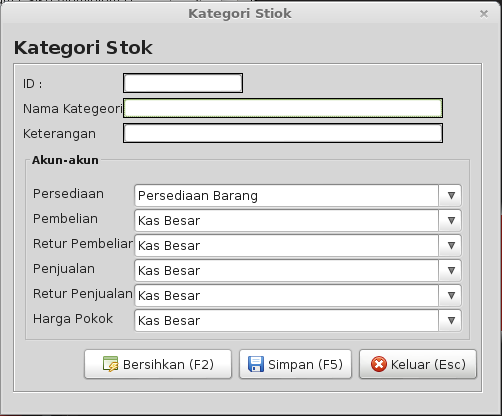 Kategori Stiok
Kategori Stok
ID :
Nama Kategeori
Keterangan
Akun-akun
Persediaan Persediaan Barang
Pembelian Kas Besar
Retur Pembelian Kas Besar
Penjualan Kas Besar
Retur Penjualan Kas Besar
Harga Pokok Kas Besar
Bersihkan (F2) Simpan (F5) Keluar (Esc)